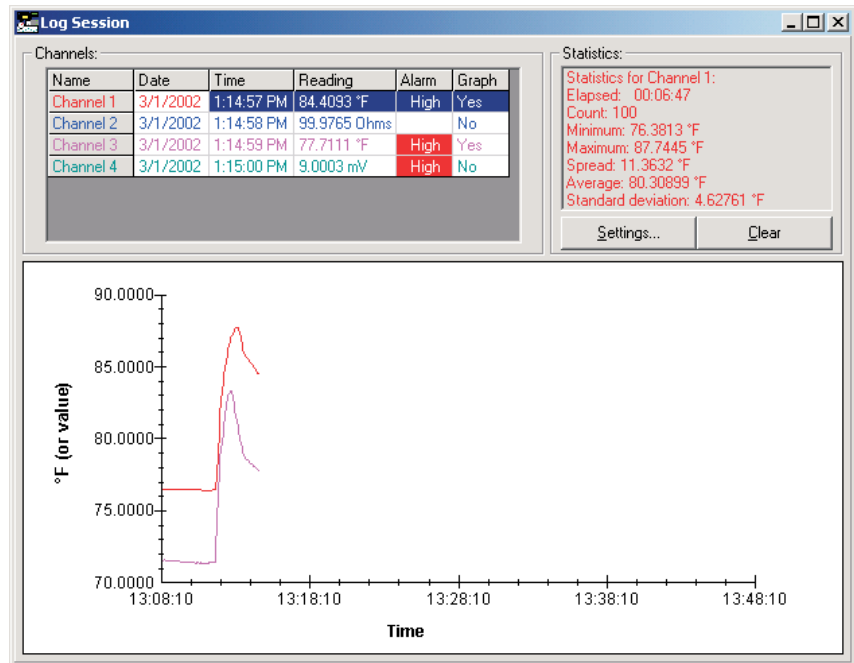 Log Session
Channels:
Name Date Time Reading Alarm Graph
Channel 1 3/1/2002 1:14:57 PM 84.4093 °F High Yes
Channel 2 3/1/2002 1:14:58 PM 99.9765 Ohms No
Channel 3 3/1/2002 1:14:59 PM 77.7111 °F High Yes
Channel 4 3/1/2002 1:15:00 PM 9.0003 mV High No
Statistics:
Statistics for Channel 1:
Elapsed: 00:06:47
Count: 100
Minimum: 76.3813 °F
Maximum: 87.7445 °F
Spread: 11.3632 °F
Average: 80.30899 °F
Standard deviation: 4.62761 °F
Settings... Clear
90.0000
85.0000
80.0000
75.0000
70.0000
°F (or value)
13:08:10 13:18:10 13:28:10 13:38:10 13:48:10
Time